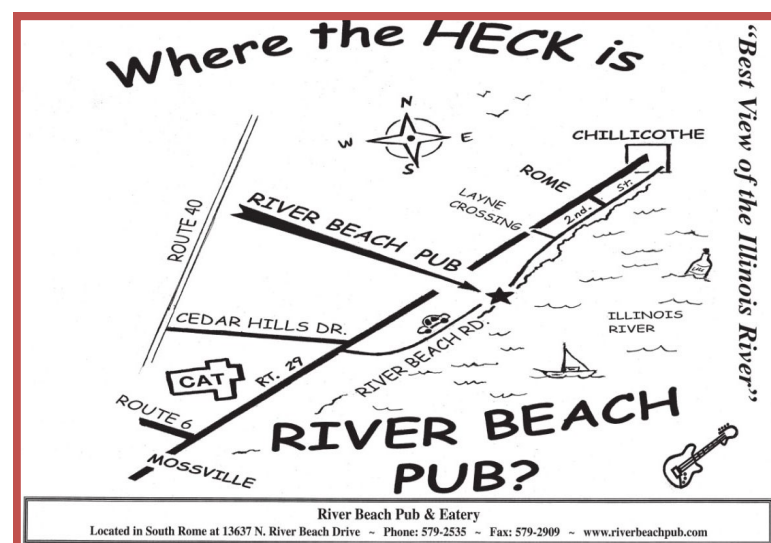 Where the HECK is
"Best View of the Illinois River"
N
W E
S
CHILLICOTHE
ROME
LAYNE
CROSSING
2nd. St.
ROUTE 40
RIVER BEACH PUB
CEDAR HILLS DR.
ILLINOIS
RIVER
RIVER BEACH RD.
CAT
RT. 29
ROUTE 6
MOSSVILLE
RIVER BEACH
PUB?
River Beach Pub & Eatery
Located in South Rome at 13637 N. River Beach Drive ~ Phone: 579-2535 ~ Fax: 579-2909 ~ www.riverbeachpub.com